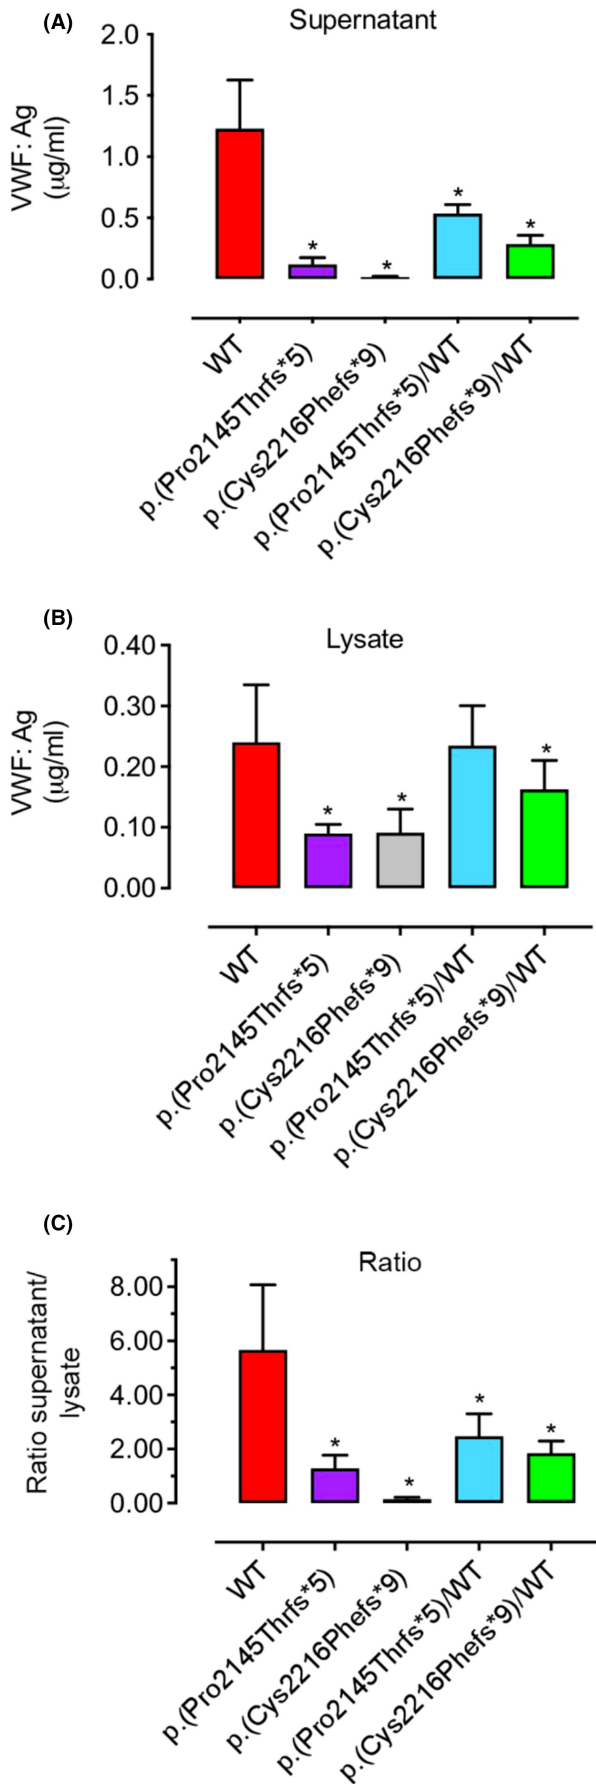 (A)
Supernatant
VWF: Ag
(µg/ml)
2.0
1.5
1.0
0.5
0.0
*
*
*
*
WT
p.(Pro2145Thrfs*5)
p.(Cys2216Phefs*9)
p.(Pro2145Thrfs*5)/WT
p.(Cys2216Phefs*9)/WT
(B)
Lysate
VWF: Ag
(µg/ml)
0.40
0.30
0.20
0.10
0.00
*
*
*
WT
p.(Pro2145Thrfs*5)
p.(Cys2216Phefs*9)
p.(Pro2145Thrfs*5)/WT
p.(Cys2216Phefs*9)/WT
(C)
Ratio
Ratio supernatant/
lysate
8.00
6.00
4.00
2.00
0.00
*
*
*
*
WT
p.(Pro2145Thrfs*5)
p.(Cys2216Phefs*9)
p.(Pro2145Thrfs*5)/WT
p.(Cys2216Phefs*9)/WT